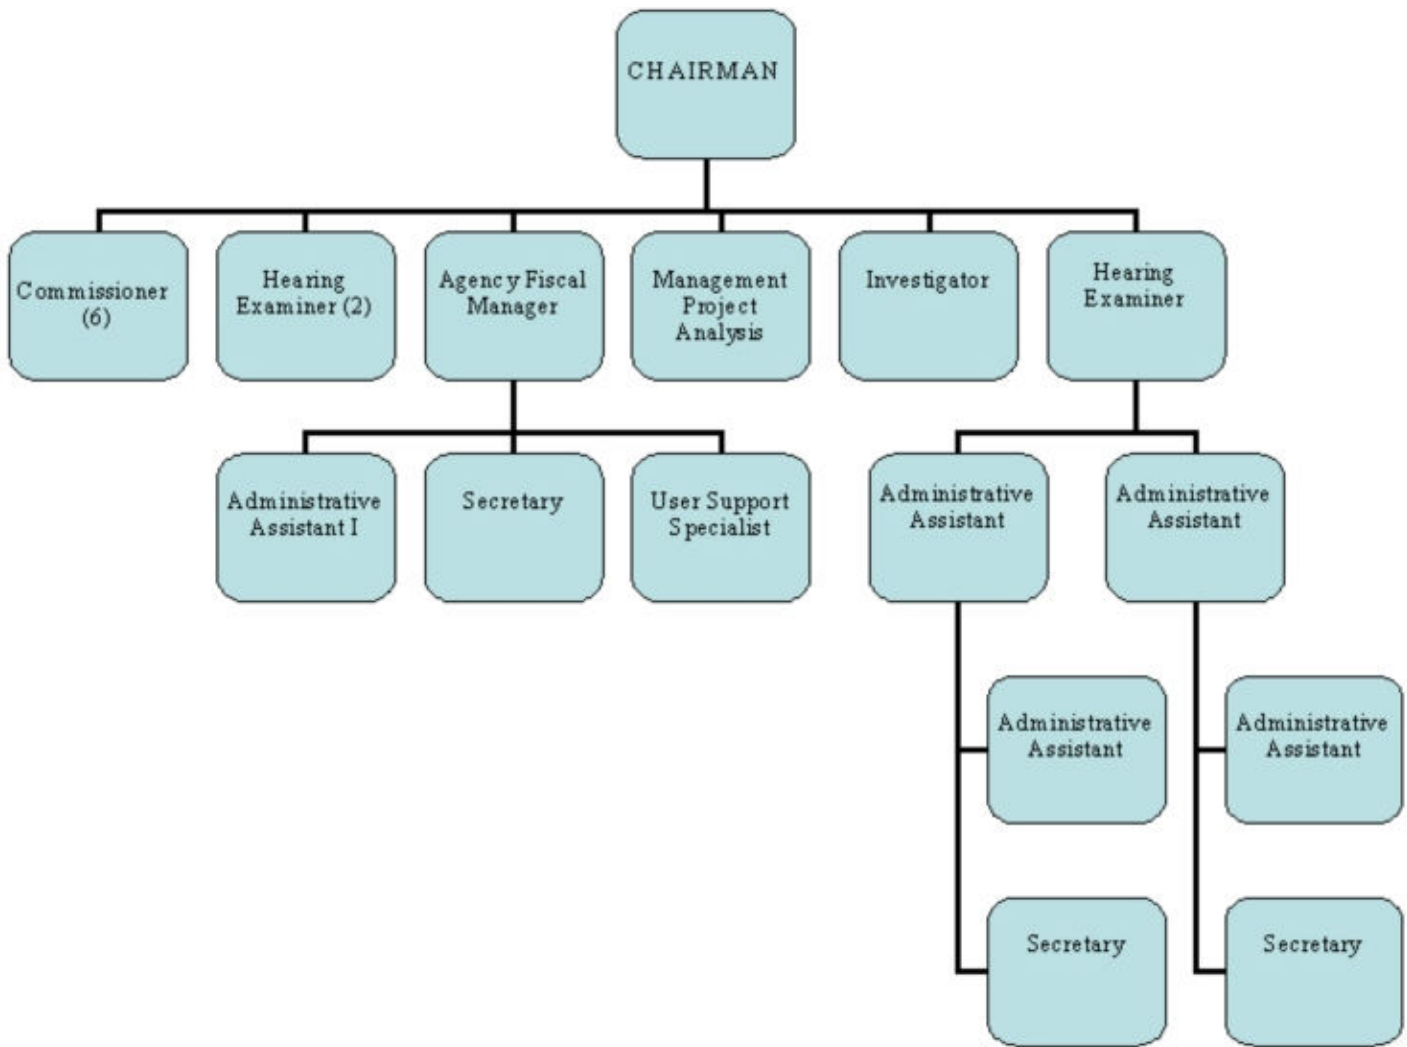 CHAIRMAN
Commissioner
(6)
Hearing
Examiner (2)
Agency Fiscal
Manager
Management
Project
Analysis
Investigator
Hearing
Examiner
Administrative
Assistant I
Secretary
User Support
Specialist
Administrative
Assistant
Administrative
Assistant
Administrative
Assistant
Administrative
Assistant
Secretary
Secretary